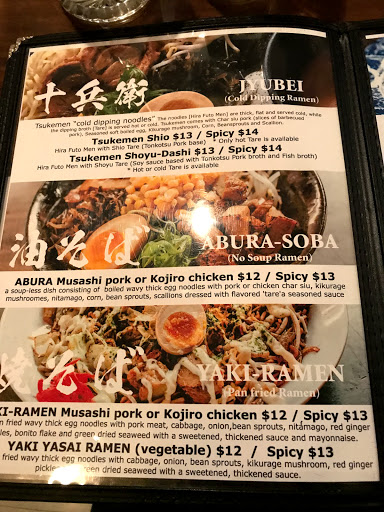 十兵衛
JYUBEI
(Cold Dipping Ramen)
Tsukemen "cold dipping noodles" The noodles [Hira Futo Men] are thick, flat and served cold, while
the dipping broth [Tare] is served hot or cold. Tsukemen comes with Char siu pork (slices of barbecued
pork), Seasoned soft boiled egg, Kikurage mushroom, Corn, Beansprouts and Scallion.
Tsukemen Shio $13 / Spicy $14
Hira Futo Men with Shio Tare (Tonkotsu Pork base) * Only hot Tare is available
Tsukemen Shoyu-Dashi $13 / Spicy $14
Hira Futo Men with Shoyu Tare (Soy sauce based with Tonkotsu Pork broth and Fish broth)
* Hot or cold Tare is available
油そば
ABURA-SOBA
(No Soup Ramen)
ABURA Musashi pork or Kojiro chicken $12 / Spicy $13
a soup-less dish consisting of boiled wavy thick egg noodles with pork or chicken char siu, kikurage
mushroomes, nitamago, corn, bean sprouts, scallions dressed with flavored 'tare'a seasoned sauce
焼そば
YAKI-RAMEN
(Pan fried Ramen)
KI-RAMEN Musashi pork or Kojiro chicken $12 / Spicy $13
fried wavy thick egg noodles with pork meat, cabbage, onion,bean sprouts, nitamago, red ginger
les, bonito flake and green dried seaweed with a sweetened, thickened sauce and mayonnaise.
YAKI YASAI RAMEN (vegetable) $12 / Spicy $13
fried wavy thick egg noodles with cabbage, onion, bean sprouts, kikurage mushroom, red ginger
pickle green dried seaweed with a sweetened, thickened sauce.